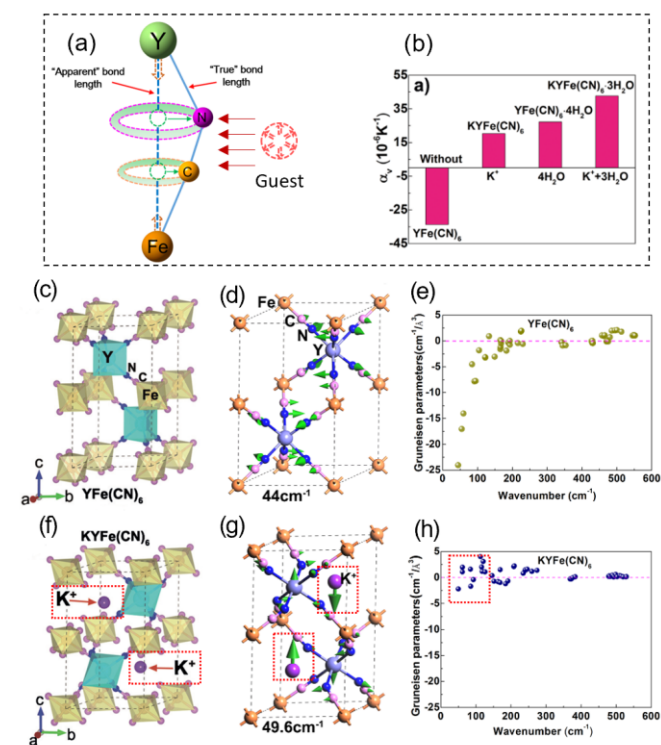 (a)
Y
"Apparent" bond
length
"True" bond
length
N
C
Guest
Fe
(b)
a)
αv (10⁻⁶K⁻¹)
55
35
15
-5
-25
-45
Without
YFe(CN)₆
KYFe(CN)₆
K⁺
YFe(CN)₆·4H₂O
4H₂O
KYFe(CN)₆·3H₂O
K⁺+3H₂O
(c)
Y
N
C
Fe
c
a
b
YFe(CN)₆
(d)
Fe
C
N
Y
44cm⁻¹
(e)
Gruneisen parameters(cm⁻¹/ų)
YFe(CN)₆
5
0
-5
-10
-15
-20
-25
0 100 200 300 400 500 600
Wavenumber (cm⁻¹)
(f)
KYFe(CN)₆
K⁺
K⁺
c
a
b
(g)
K⁺
49.6cm⁻¹
(h)
Gruneisen parameters(cm⁻¹/ų)
KYFe(CN)₆
5
0
-5
-10
-15
-20
-25
0 100 200 300 400 500 600
Wavenumber (cm⁻¹)